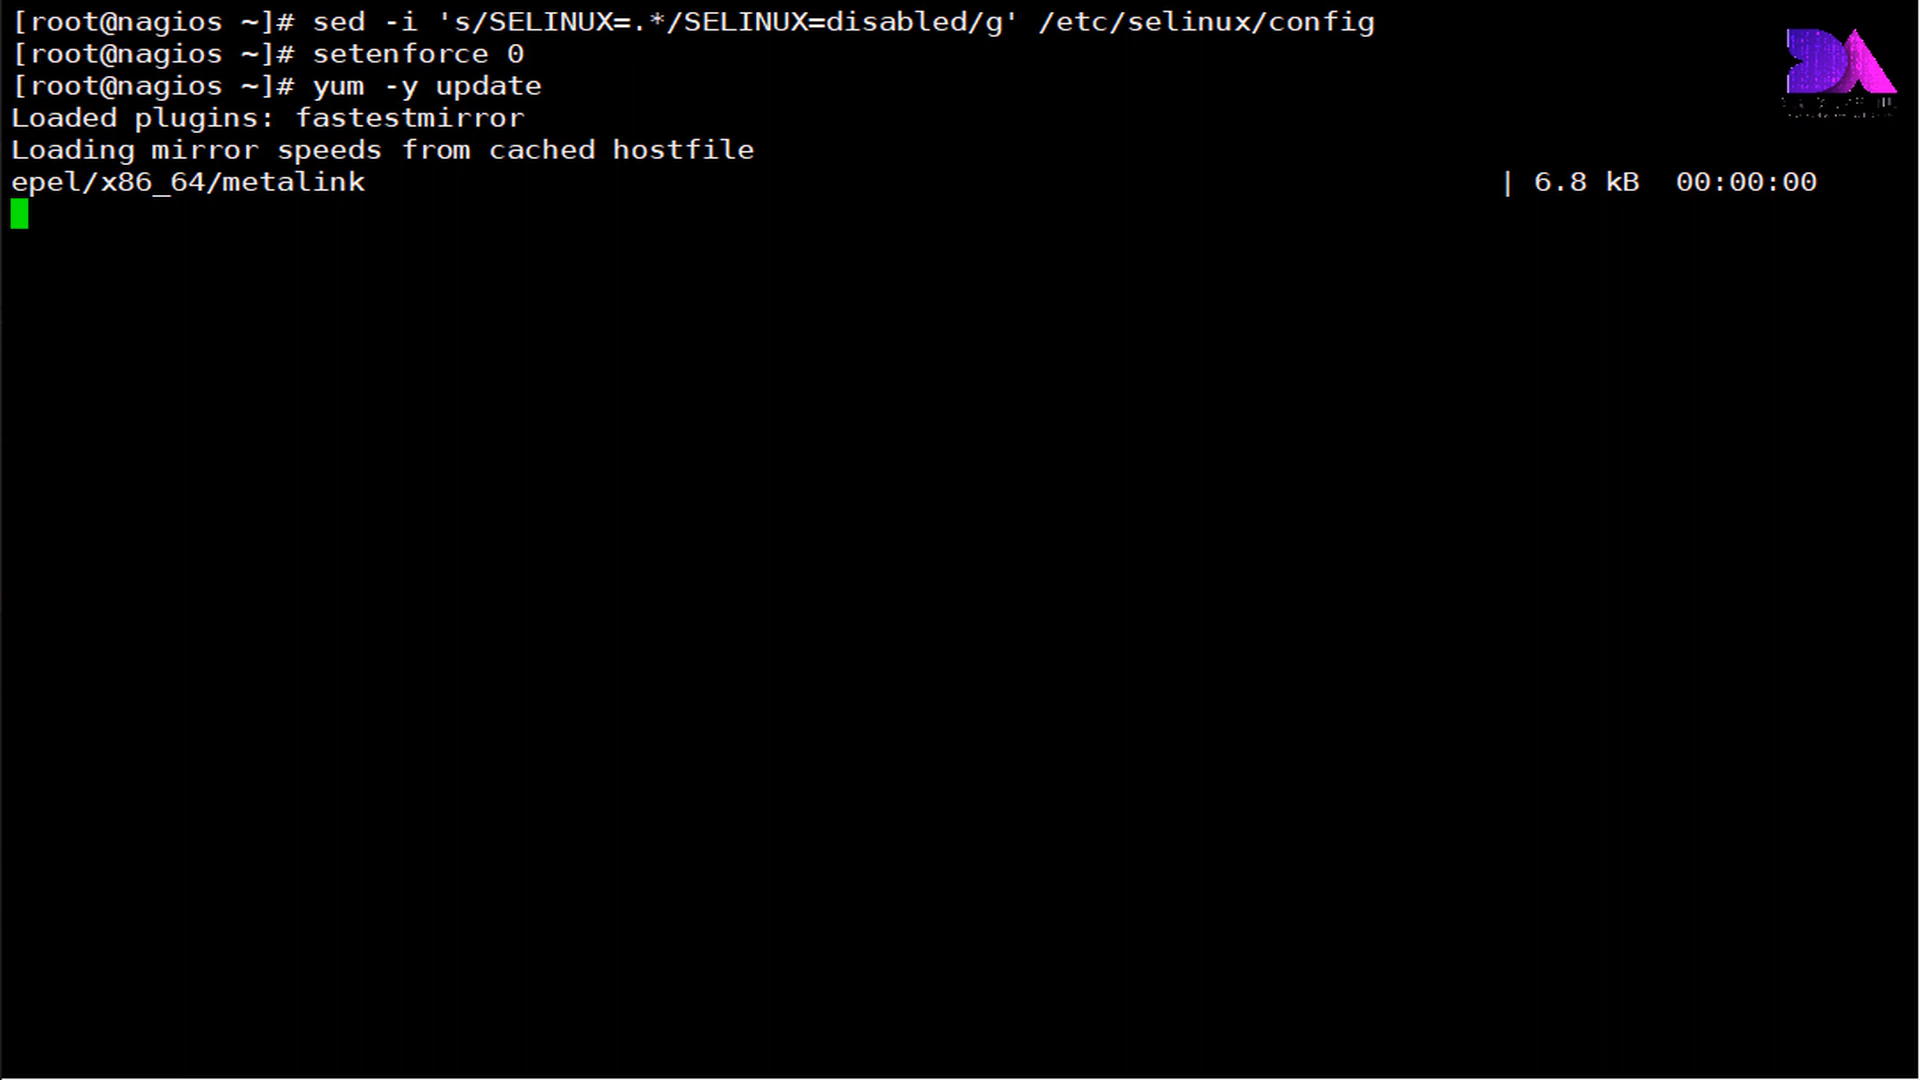 [root@nagios ~]# sed -i 's/SELINUX=.*/SELINUX=disabled/g' /etc/selinux/config
[root@nagios ~]# setenforce 0
[root@nagios ~]# yum -y update
Loaded plugins: fastestmirror
Loading mirror speeds from cached hostfile
epel/x86_64/metalink | 6.8 kB 00:00:00